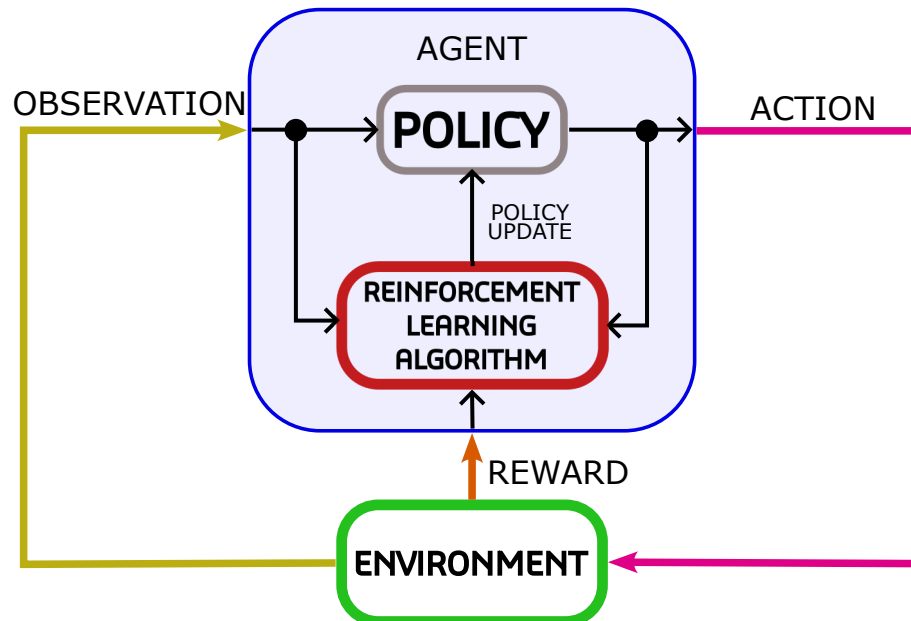 AGENT
OBSERVATION
ACTION
POLICY
POLICY
UPDATE
REINFORCEMENT
LEARNING
ALGORITHM
REWARD
ENVIRONMENT